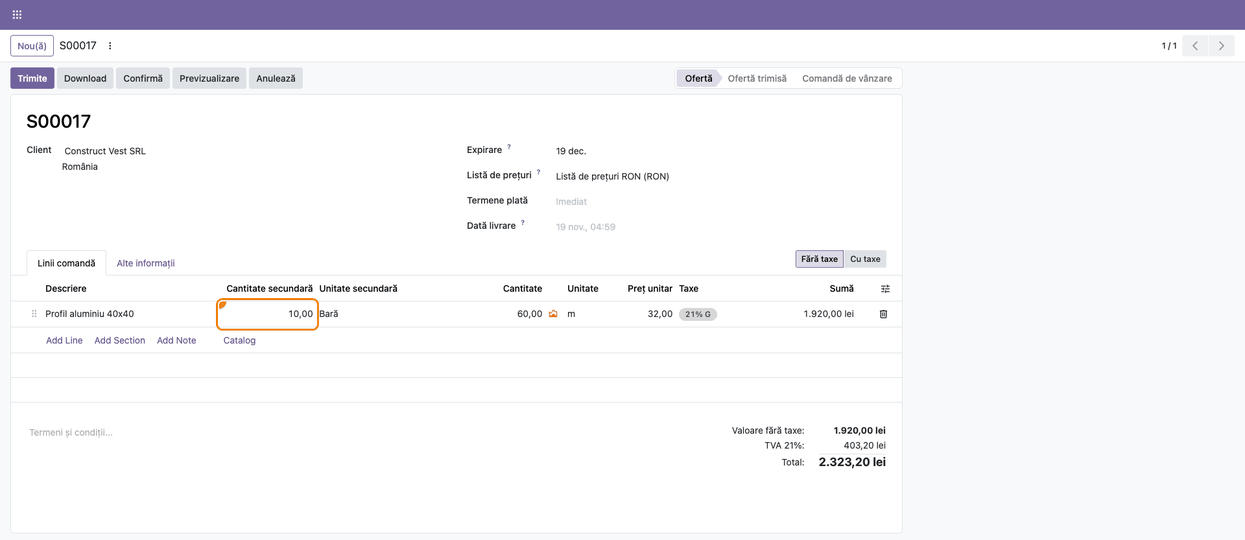 Nou(ă) S00017 1 / 1
Trimite Download Confirmă Previzualizare Anulează Ofertă Ofertă trimisă Comandă de vânzare
S00017
Client Construct Vest SRL
România
Expirare ? 19 dec.
Listă de prețuri ? Listă de prețuri RON (RON)
Termene plată Imediat
Dată livrare ? 19 nov., 04:59
Linii comandă Alte informații Fără taxe Cu taxe
Descriere Cantitate secundară Unitate secundară Cantitate Unitate Preț unitar Taxe Sumă
Profil aluminiu 40x40 10,00 Bară 60,00 m 32,00 21% G 1.920,00 lei
Add Line Add Section Add Note Catalog
Termeni și condiții...
Valoare fără taxe: 1.920,00 lei
TVA 21%: 403,20 lei
Total: 2.323,20 lei